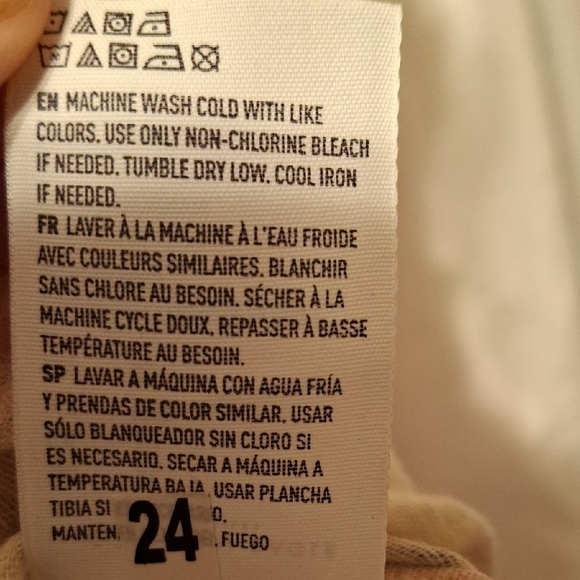 EN MACHINE WASH COLD WITH LIKE
COLORS. USE ONLY NON-CHLORINE BLEACH
IF NEEDED. TUMBLE DRY LOW. COOL IRON
IF NEEDED.
FR LAVER À LA MACHINE À L'EAU FROIDE
AVEC COULEURS SIMILAIRES. BLANCHIR
SANS CHLORE AU BESOIN. SÉCHER À LA
MACHINE CYCLE DOUX. REPASSER À BASSE
TEMPÉRATURE AU BESOIN.
SP LAVAR A MÁQUINA CON AGUA FRÍA
Y PRENDAS DE COLOR SIMILAR. USAR
SÓLO BLANQUEADOR SIN CLORO SI
ES NECESARIO. SECAR A MÁQUINA A
TEMPERATURA BAJA. USAR PLANCHA
TIBIA SI
24
FUEGO